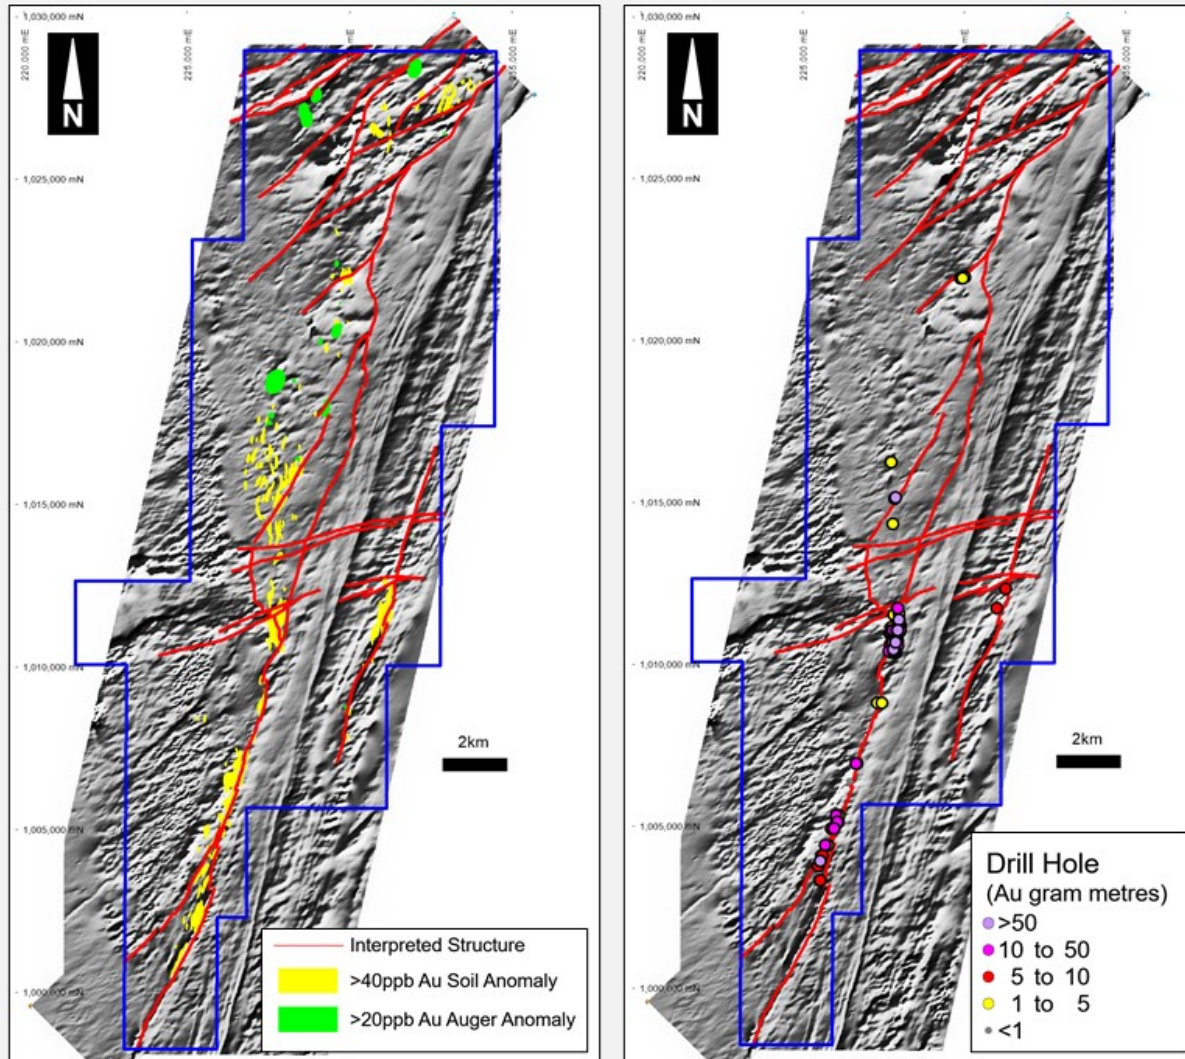 1,030,000 mN
220,000 mE
225,000
mE
N
1,025,000 mN
1,020,000 mN
1,015,000 mN
1,010,000 mN
2km
1,005,000 mN
1,000,000 mN
Interpreted Structure
>40ppb Au Soil Anomaly
>20ppb Au Auger Anomaly
1,030,000 mN
220,000 mE
225,000
mE
N
1,025,000 mN
1,020,000 mN
1,015,000 mN
1,010,000 mN
2km
1,005,000 mN
1,000,000 mN
Drill Hole
(Au gram metres)
>50
10 to 50
5 to 10
1 to 5
<1